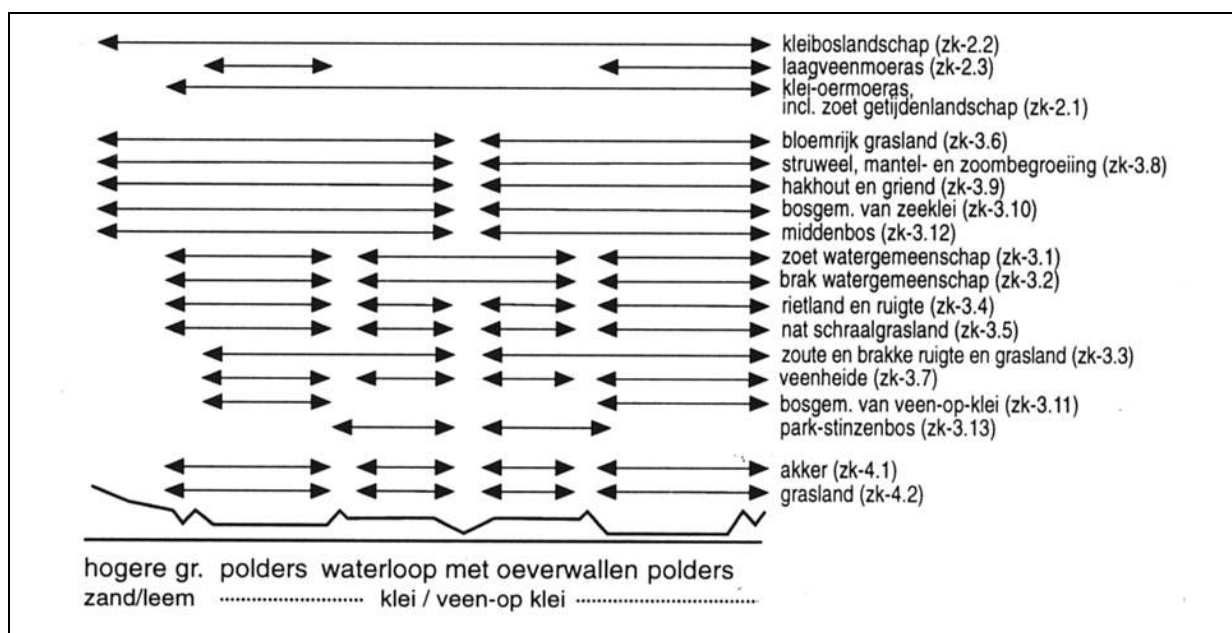 kleiboslandschap (zk-2.2)
laagveenmoeras (zk-2.3)
klei-oermoeras,
incl. zoet getijdenlandschap (zk-2.1)
bloemrijk grasland (zk-3.6)
struweel, mantel- en zoombegroeiing (zk-3.8)
hakhout en griend (zk-3.9)
bosgem. van zeeklei (zk-3.10)
middenbos (zk-3.12)
zoet watergemeenschap (zk-3.1)
brak watergemeenschap (zk-3.2)
rietland en ruigte (zk-3.4)
nat schraalgrasland (zk-3.5)
zoute en brakke ruigte en grasland (zk-3.3)
veenheide (zk-3.7)
bosgem. van veen-op-klei (zk-3.11)
park-stinzenbos (zk-3.13)
akker (zk-4.1)
grasland (zk-4.2)
hogere gr. polders waterloop met oeverwallen polders
zand/leem ..................... klei / veen-op klei ...........................